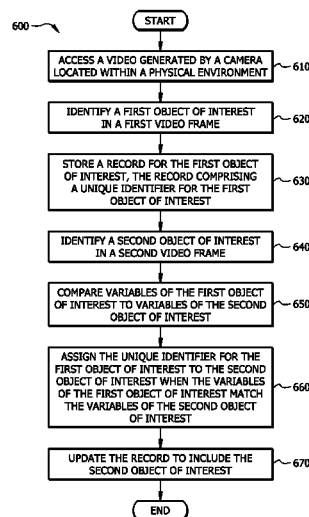 600
START
ACCESS A VIDEO GENERATED BY A CAMERA
LOCATED WITHIN A PHYSICAL ENVIRONMENT
610
IDENTIFY A FIRST OBJECT OF INTEREST
IN A FIRST VIDEO FRAME
620
STORE A RECORD FOR THE FIRST OBJECT
OF INTEREST, THE RECORD COMPRISING
A UNIQUE IDENTIFIER FOR THE FIRST
OBJECT OF INTEREST
630
IDENTIFY A SECOND OBJECT OF INTEREST
IN A SECOND VIDEO FRAME
640
COMPARE VARIABLES OF THE FIRST OBJECT
OF INTEREST TO VARIABLES OF THE SECOND
OBJECT OF INTEREST
650
ASSIGN THE UNIQUE IDENTIFIER FOR THE
FIRST OBJECT OF INTEREST TO THE SECOND
OBJECT OF INTEREST WHEN THE VARIABLES
OF THE FIRST OBJECT OF INTEREST MATCH
THE VARIABLES OF THE SECOND OBJECT
OF INTEREST
660
UPDATE THE RECORD TO INCLUDE THE
SECOND OBJECT OF INTEREST
670
END